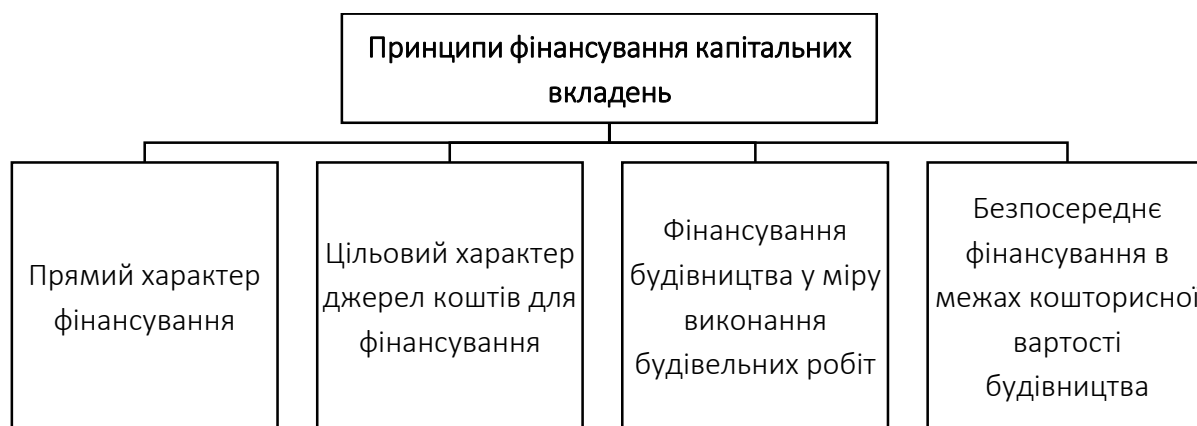 Принципи фінансування капітальних
вкладень
Прямий характер
фінансування
Цільовий характер
джерел коштів для
фінансування
Фінансування
будівництва у міру
виконання
будівельних робіт
Безпосереднє
фінансування в
межах кошторисної
вартості
будівництва